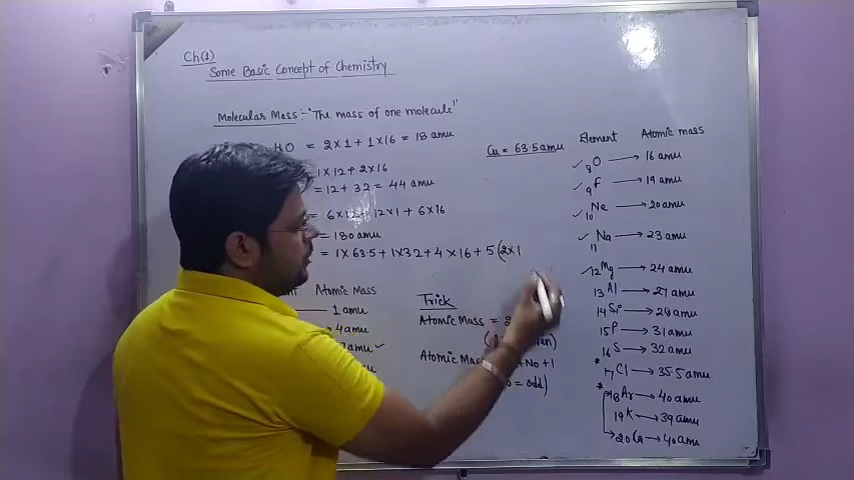 Ch(1)
Some Basic Concept of Chemistry
Molecular Mass :- "The mass of one molecule"
O = 2×1 + 1×16 = 18 amu
1×12 + 2×16
= 12 + 32 = 44 amu
= 6×12 + 12×1 + 6×16
= 180 amu
= 1×63.5 + 1×32 + 4×16 + 5(2×1
Atomic Mass
1 amu
4 amu
amu ✓
Trick
Atomic Mass =
Atomic Mass
No + 1
= odd)
Cu = 63.5 amu
Element Atomic mass
✓ 8O → 16 amu
✓ 9F → 19 amu
✓ 10Ne → 20 amu
✓ 11Na → 23 amu
✓ 12Mg → 24 amu
13Al → 27 amu
14Si → 28 amu
15P → 31 amu
16S → 32 amu
* 17Cl → 35.5 amu
* 18Ar → 40 amu
19K → 39 amu
20Ca → 40 amu